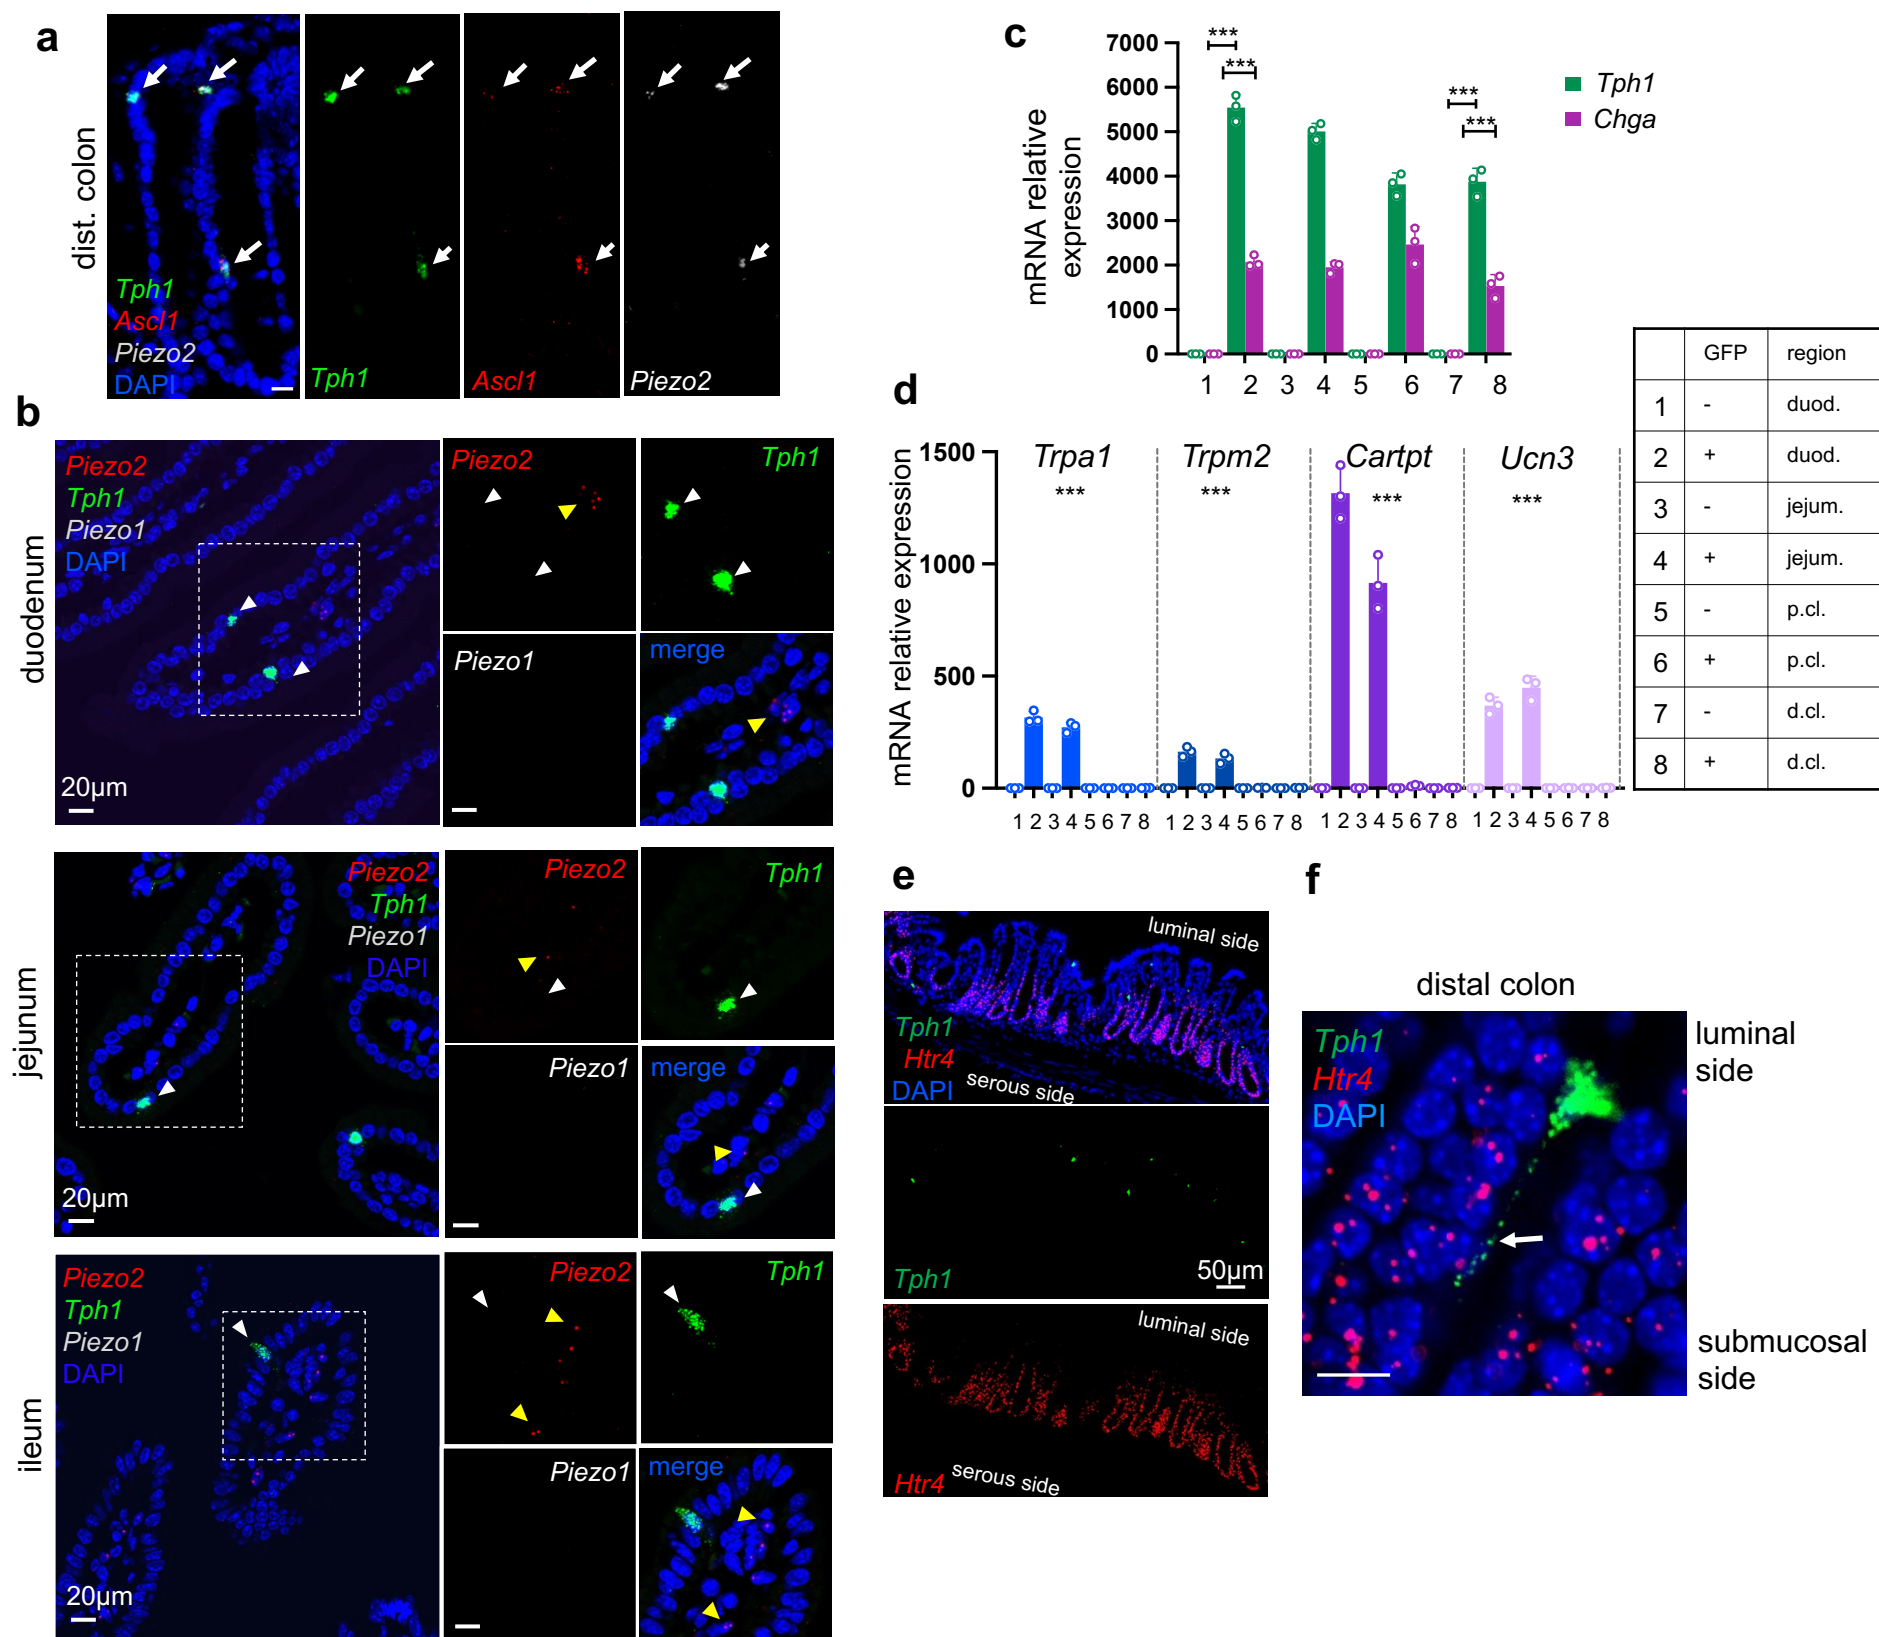 a
dist. colon
Tph1
Ascl1
Piezo2
DAPI
Tph1
Ascl1
Piezo2
b
duodenum
Piezo2
Tph1
Piezo1
DAPI
20µm
Piezo2
Tph1
Piezo1
merge
jejunum
Piezo2
Tph1
Piezo1
DAPI
20µm
Piezo2
Tph1
Piezo1
merge
ileum
Piezo2
Tph1
Piezo1
DAPI
20µm
Piezo2
Tph1
Piezo1
merge
c
mRNA relative
expression
7000
6000
5000
4000
3000
2000
1000
0
***
***
***
***
1 2 3 4 5 6 7 8
Tph1
Chga
d
mRNA relative expression
1500
1000
500
0
Trpa1 Trpm2 Cartpt Ucn3
*** *** *** ***
1 2 3 4 5 6 7 8 1 2 3 4 5 6 7 8 1 2 3 4 5 6 7 8 1 2 3 4 5 6 7 8
GFP region
1 - duod.
2 + duod.
3 - jejum.
4 + jejum.
5 - p.cl.
6 + p.cl.
7 - d.cl.
8 + d.cl.
e
luminal side
Tph1
Htr4
DAPI
serous side
Tph1
50µm
luminal side
Htr4
serous side
f
distal colon
Tph1
Htr4
DAPI
luminal
side
submucosal
side